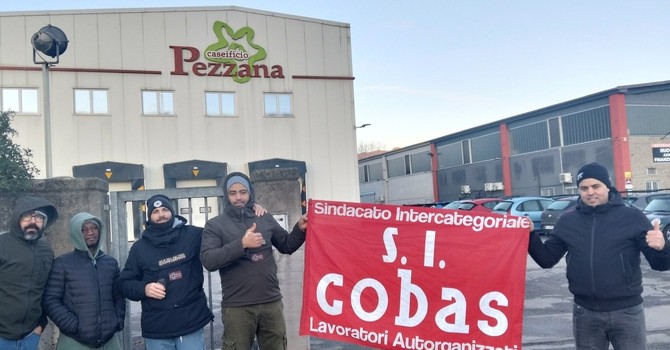 caseificio
Pezzana
Sindacato Intercategoriale
S. I.
cobas
Lavoratori Autorganizzati